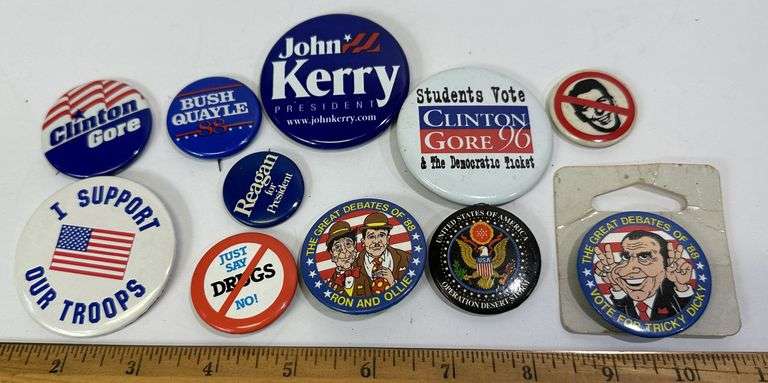 Clinton
Gore
BUSH
QUAYLE
88
John
Kerry
PRESIDENT
www.johnkerry.com
Students Vote
CLINTON
GORE 96
& The Democratic Ticket
Reagan
for
President
I SUPPORT
OUR TROOPS
JUST
SAY
DRUGS
NO!
THE GREAT DEBATES OF '88
RON AND OLLIE
UNITED STATES OF AMERICA
USA
OPERATION DESERT STORM
THE GREAT DEBATES OF '88
VOTE FOR TRICKY DICKY
2 3 4 5 6 7 8 9 10